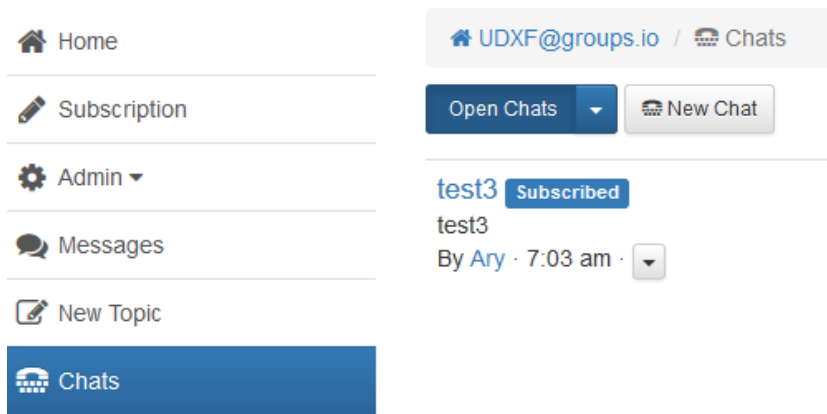 Home
Subscription
Admin
Messages
New Topic
Chats
UDXF@groups.io / Chats
Open Chats
New Chat
test3 Subscribed
test3
By Ary · 7:03 am ·